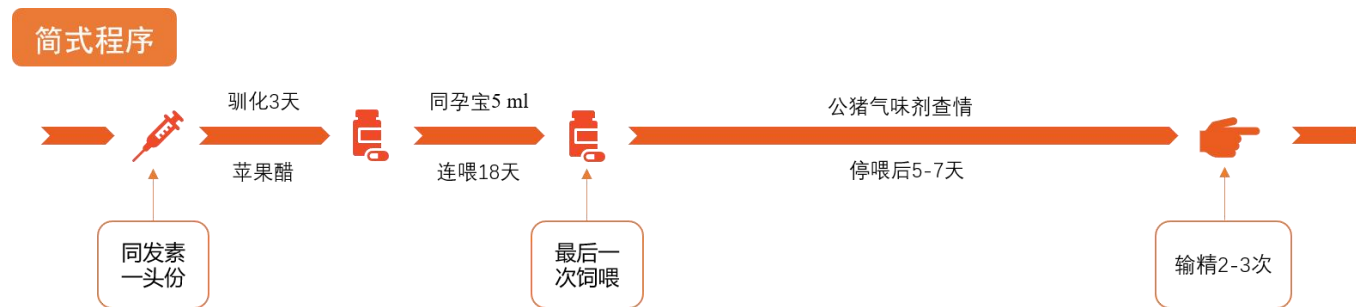 简式程序
驯化3天
同孕宝5 ml
公猪气味剂查情
苹果醋
连喂18天
停喂后5-7天
同发素
一头份
最后一
次饲喂
输精2-3次